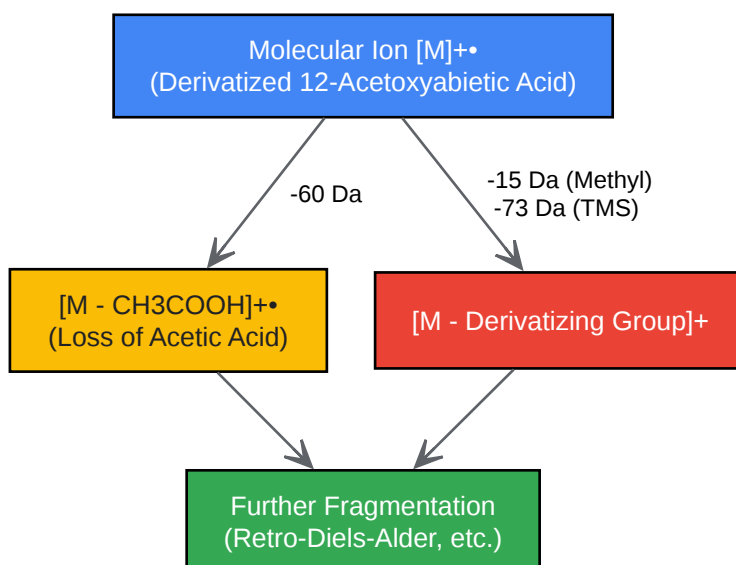 Molecular Ion [M]+•
(Derivatized 12-Acetoxyabietic Acid)
-60 Da
-15 Da (Methyl)
-73 Da (TMS)
[M - CH3COOH]+•
(Loss of Acetic Acid)
[M - Derivatizing Group]+
Further Fragmentation
(Retro-Diels-Alder, etc.)